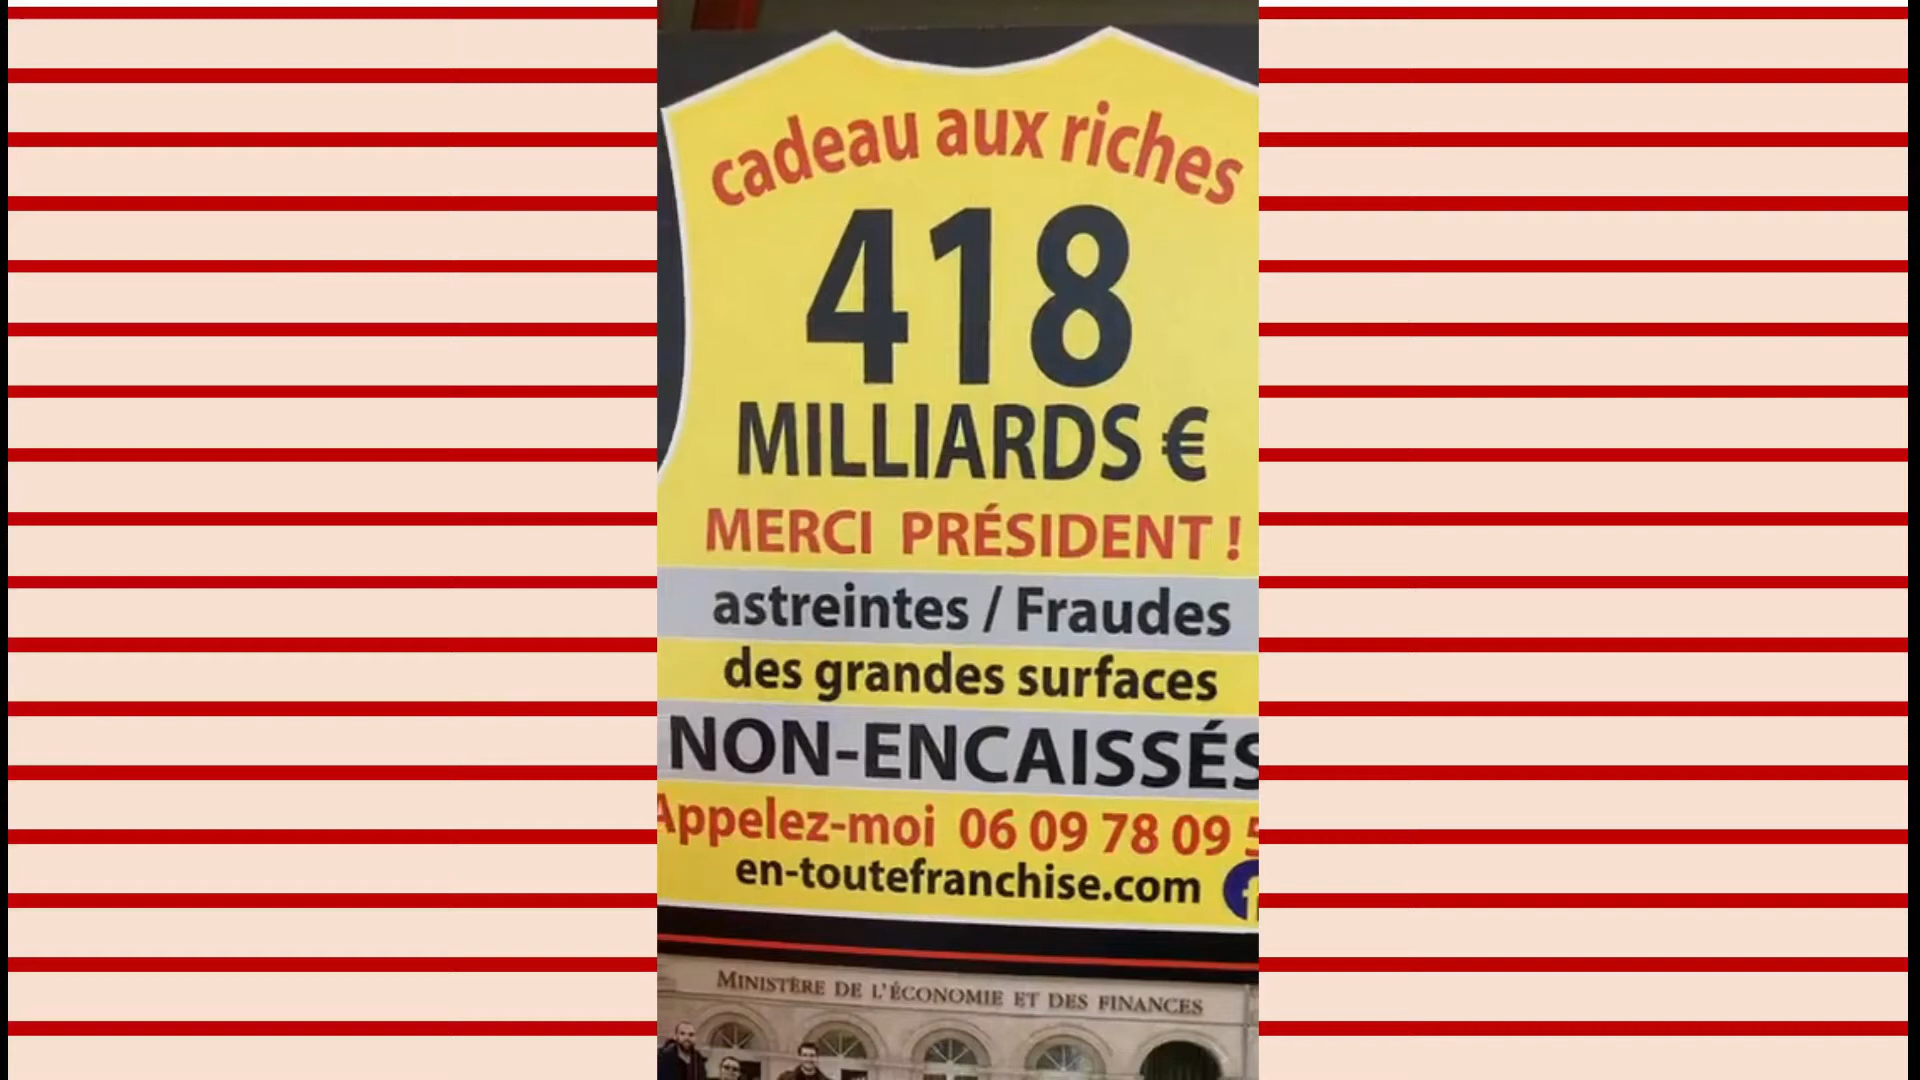 cadeau aux riches
418
MILLIARDS €
MERCI PRÉSIDENT !
astreintes / Fraudes
des grandes surfaces
NON-ENCAISSÉS
Appelez-moi 06 09 78 09
en-toutefranchise.com
MINISTÈRE DE L'ÉCONOMIE ET DES FINANCES